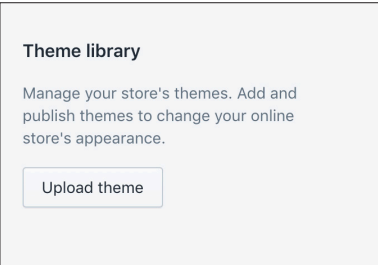 Theme library
Manage your store's themes. Add and
publish themes to change your online
store's appearance.
Upload theme